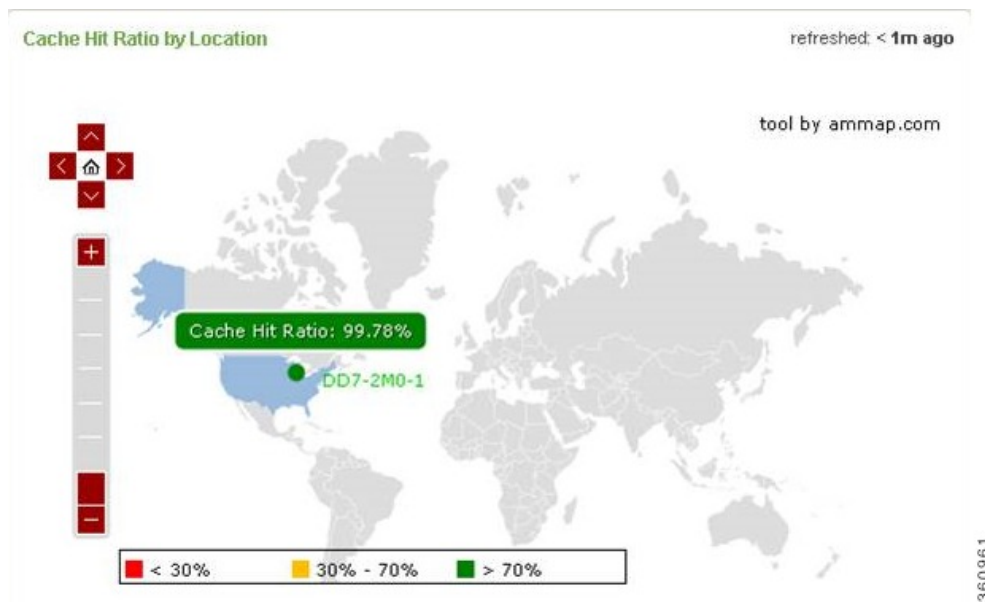 Cache Hit Ratio by Location
refreshed: < 1m ago
tool by ammap.com
Cache Hit Ratio: 99.78%
DD7-2M0-1
< 30%
30% - 70%
> 70%
360961